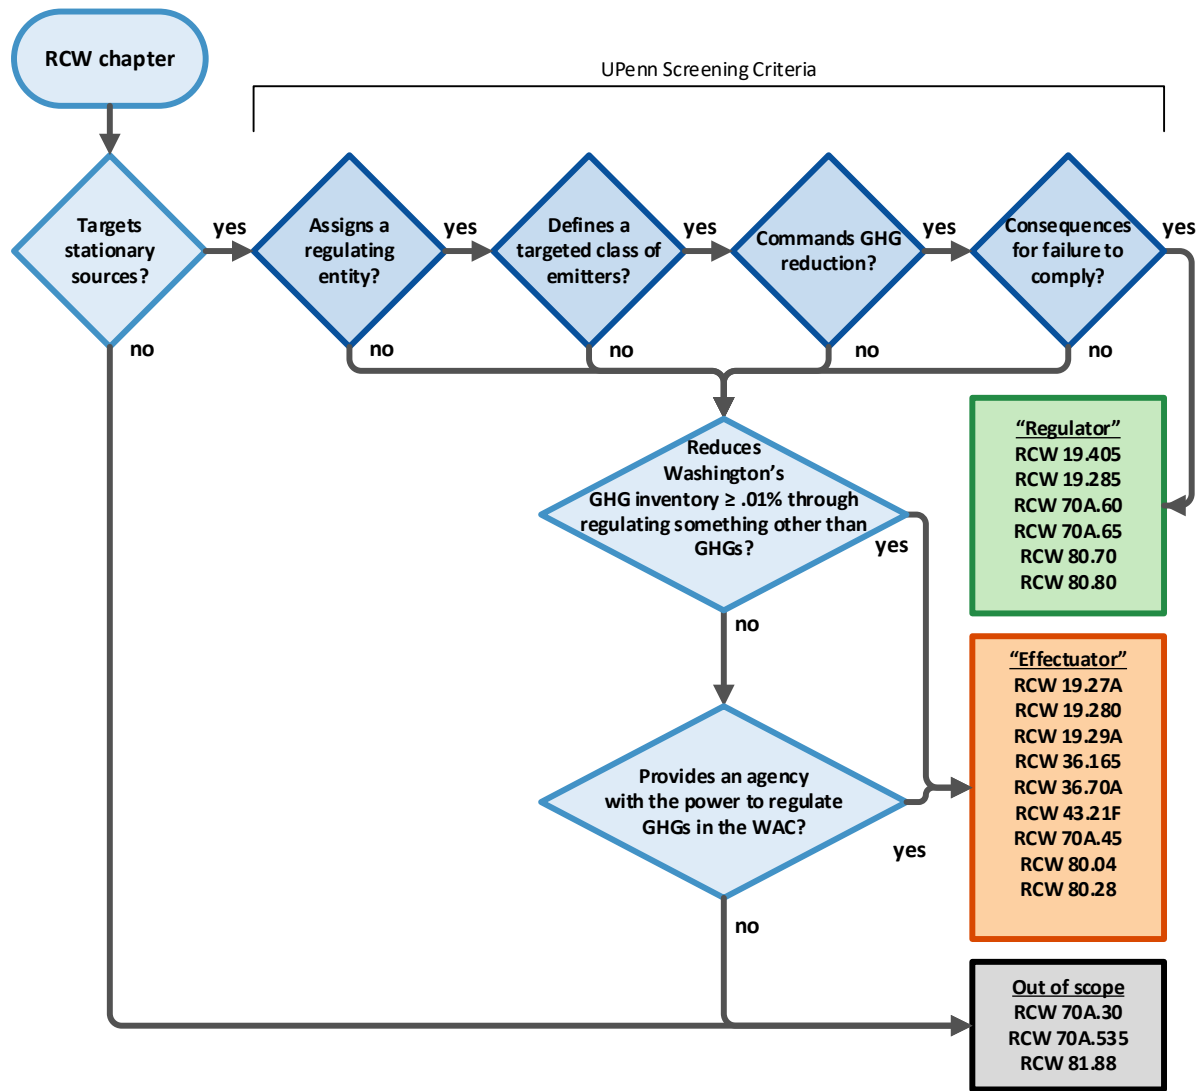 RCW chapter
UPenn Screening Criteria
Targets
stationary
sources?
yes
no
Assigns a
regulating
entity?
yes
no
Defines a
targeted class of
emitters?
yes
no
Commands GHG
reduction?
yes
no
Consequences
for failure to
comply?
yes
no
Reduces
Washington’s
GHG inventory ≥ .01% through
regulating something other than
GHGs?
yes
no
Provides an agency
with the power to regulate
GHGs in the WAC?
yes
no
“Regulator”
RCW 19.405
RCW 19.285
RCW 70A.60
RCW 70A.65
RCW 80.70
RCW 80.80
“Effectuator”
RCW 19.27A
RCW 19.280
RCW 19.29A
RCW 36.165
RCW 36.70A
RCW 43.21F
RCW 70A.45
RCW 80.04
RCW 80.28
Out of scope
RCW 70A.30
RCW 70A.535
RCW 81.88